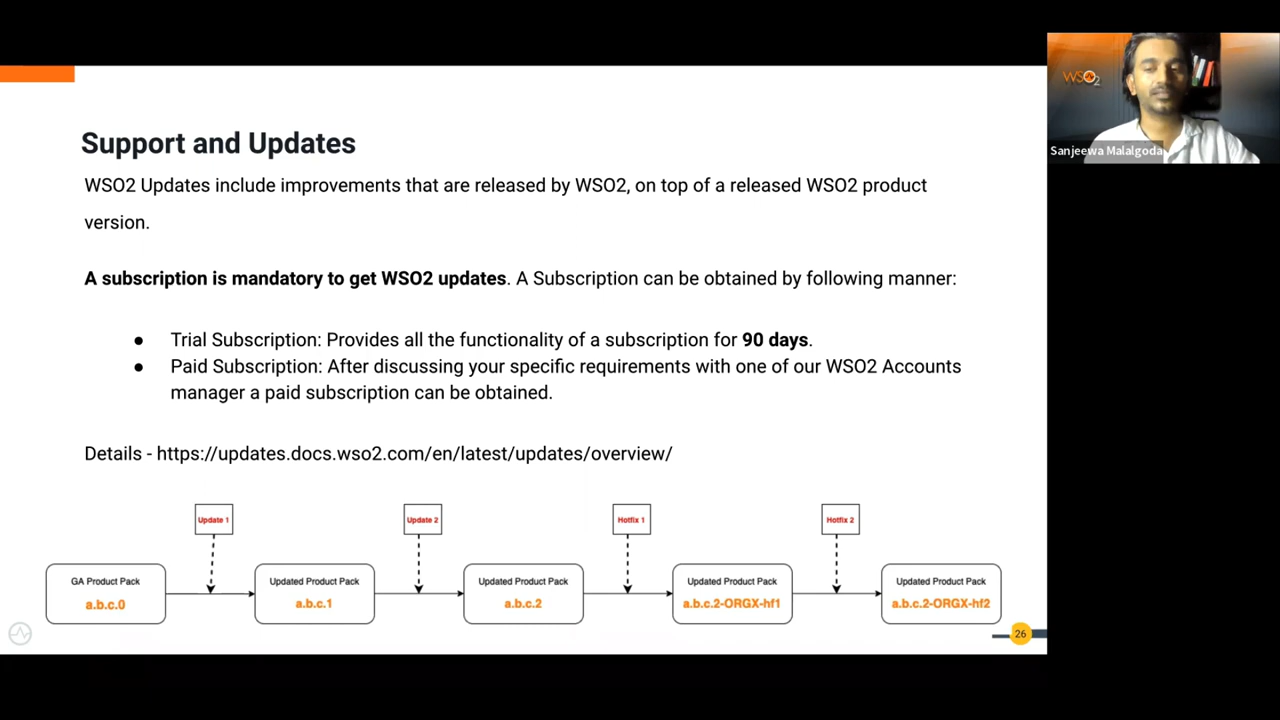 WSO2
Sanjeewa Malalgoda
Support and Updates
WSO2 Updates include improvements that are released by WSO2, on top of a released WSO2 product
version.
A subscription is mandatory to get WSO2 updates. A Subscription can be obtained by following manner:
● Trial Subscription: Provides all the functionality of a subscription for 90 days.
● Paid Subscription: After discussing your specific requirements with one of our WSO2 Accounts
manager a paid subscription can be obtained.
Details - https://updates.docs.wso2.com/en/latest/updates/overview/
Update 1
Update 2
Hotfix 1
Hotfix 2
GA Product Pack
a.b.c.0
Updated Product Pack
a.b.c.1
Updated Product Pack
a.b.c.2
Updated Product Pack
a.b.c.2-ORGX-hf1
Updated Product Pack
a.b.c.2-ORGX-hf2
26